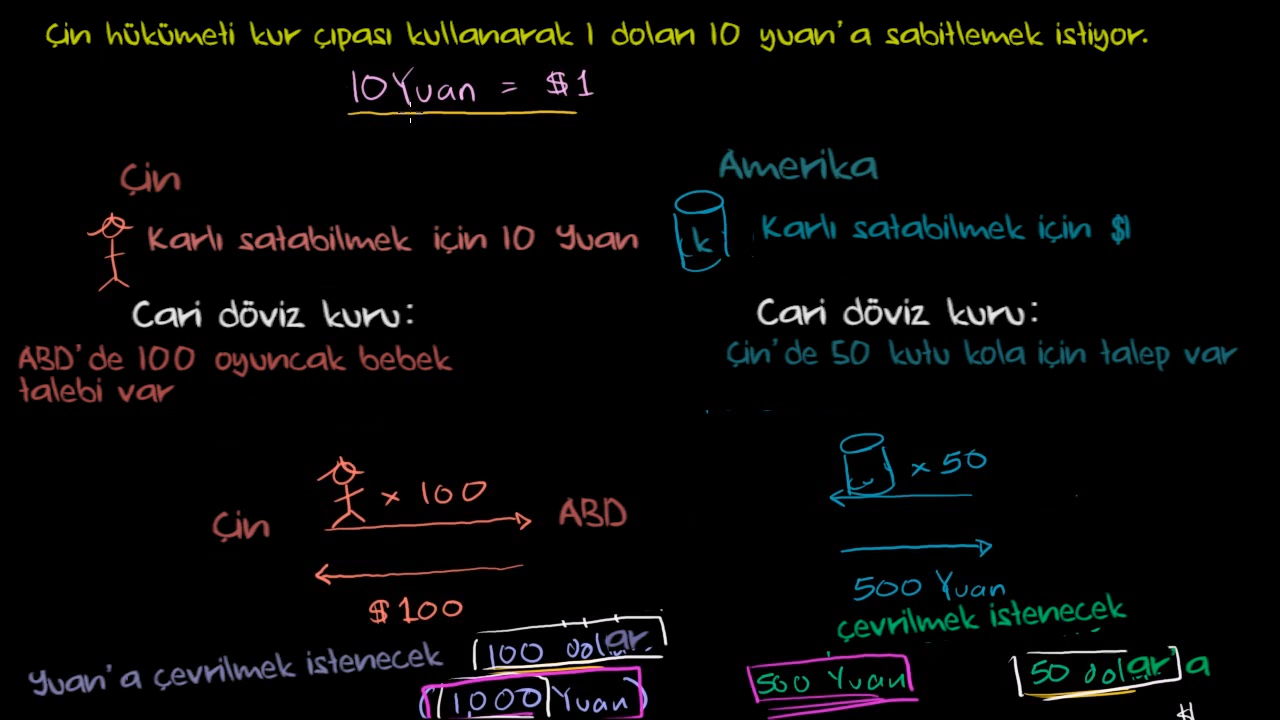 Çin hükümeti kur çıpası kullanarak 1 doları 10 yuan'a sabitlemek istiyor.
10 Yuan = $1
Çin
Karlı satabilmek için 10 Yuan
Cari döviz kuru:
ABD'de 100 oyuncak bebek
talebi var
Çin
x 100
ABD
$100
Yuan'a çevrilmek istenecek 100 dolar
(1,000 Yuan)
Amerika
k
Karlı satabilmek için $1
Cari döviz kuru:
Çin'de 50 kutu kola için talep var
x 50
500 Yuan
çevrilmek istenecek
500 Yuan
50 dolar a